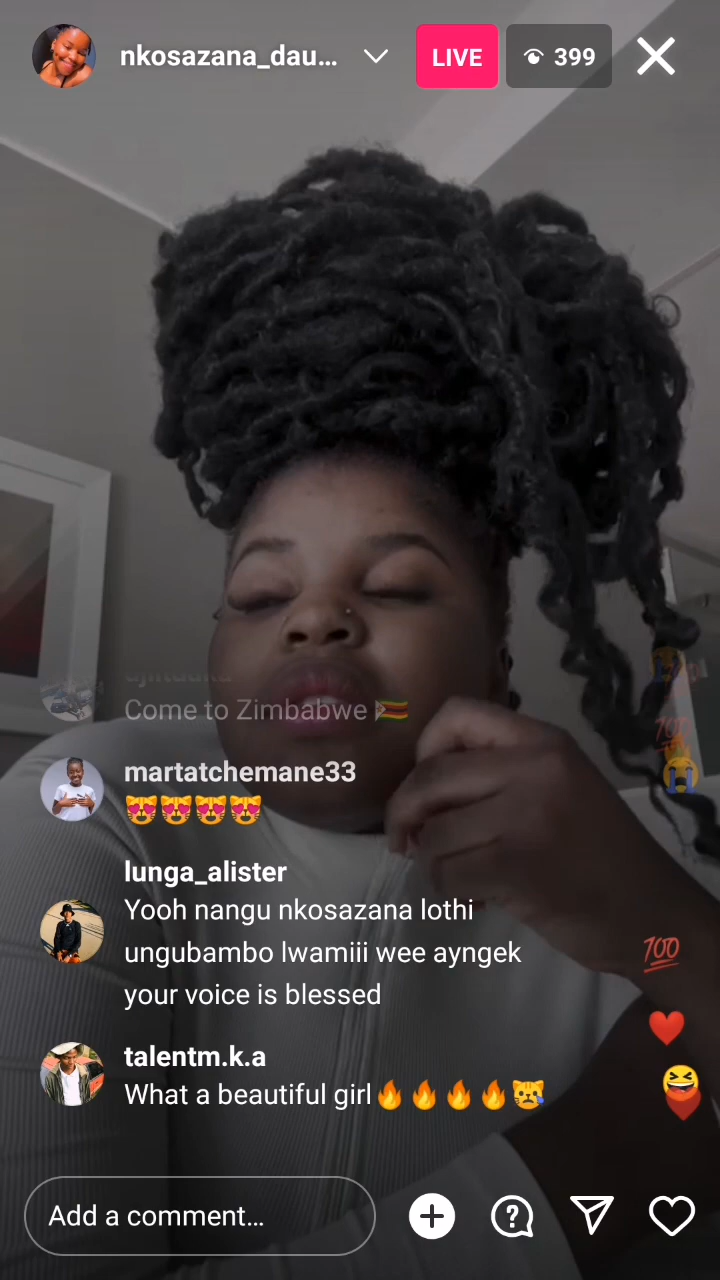 nkosazana_dau...
LIVE
399
Come to Zimbabwe 🇿🇼
martatchemane33
😻😻😻😻
lunga_alister
Yooh nangu nkosazana lothi
ungubambo lwamiii wee ayngek
your voice is blessed
talentm.k.a
What a beautiful girl🔥🔥🔥🔥😿
Add a comment...